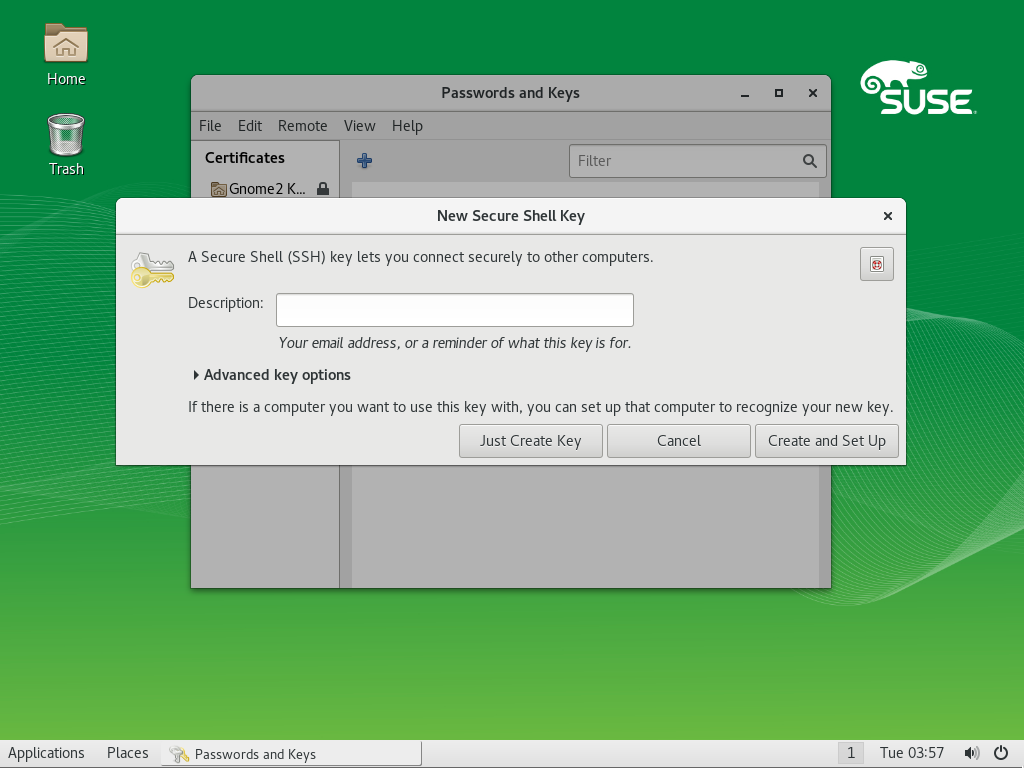 Home
Trash
SUSE
Passwords and Keys
File Edit Remote View Help
Certificates
Filter
Gnome2 K...
New Secure Shell Key
A Secure Shell (SSH) key lets you connect securely to other computers.
Description:
Your email address, or a reminder of what this key is for.
Advanced key options
If there is a computer you want to use this key with, you can set up that computer to recognize your new key.
Just Create Key Cancel Create and Set Up
Applications Places Passwords and Keys 1 Tue 03:57